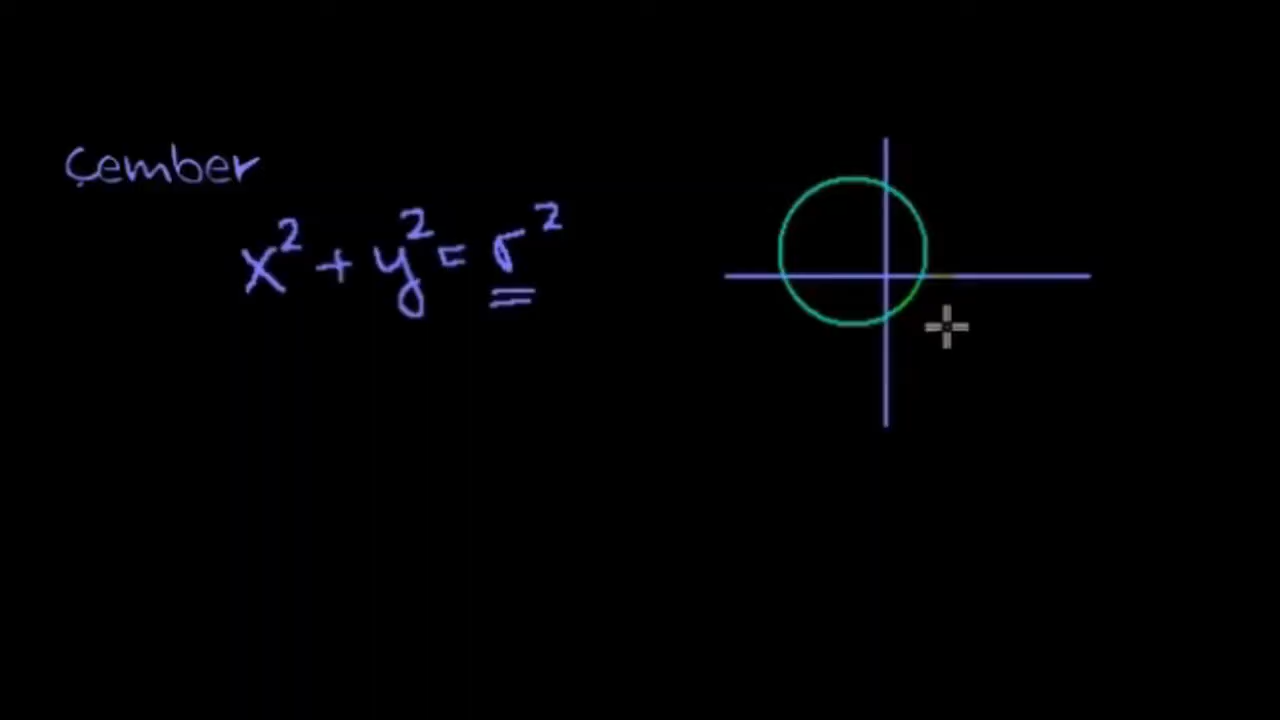 Çember
x² + y² = r²